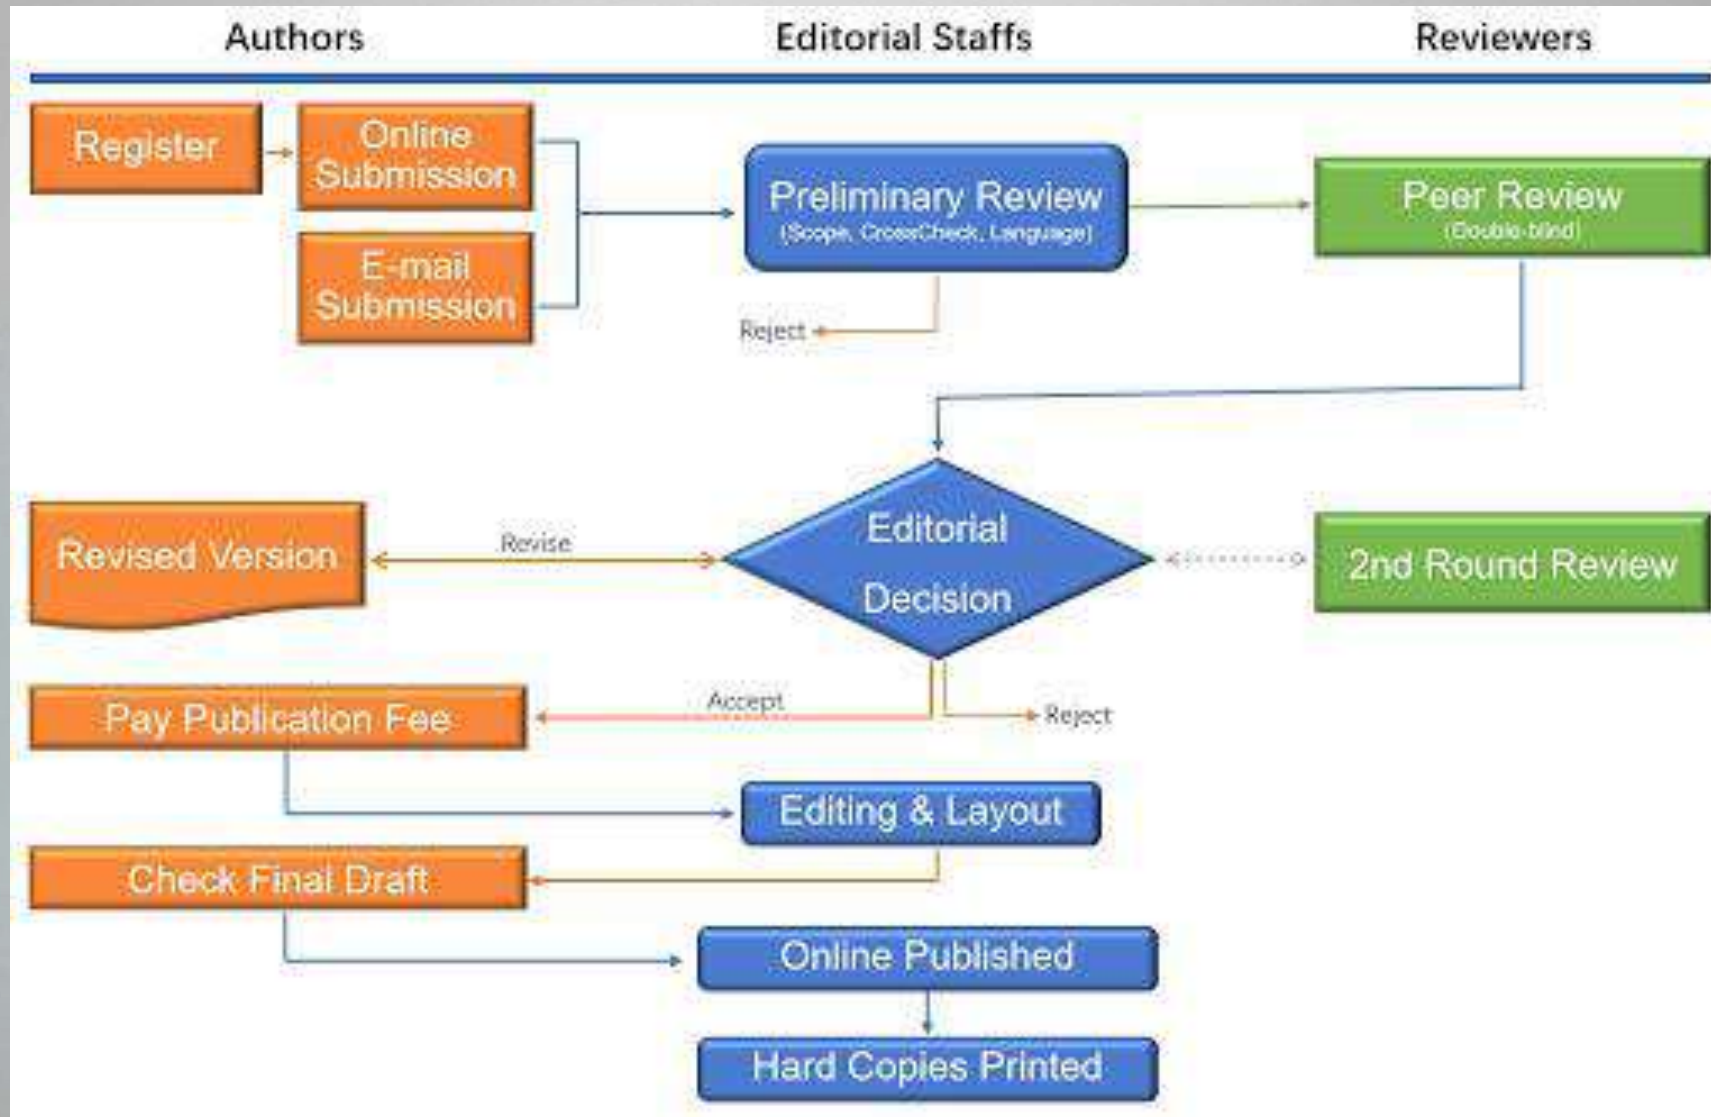 Authors
Editorial Staffs
Reviewers
Register
Online
Submission
E-mail
Submission
Preliminary Review
(Scope, CrossCheck, Language)
Peer Review
(Double-blind)
Reject
Editorial
Decision
Revised Version
Revise
2nd Round Review
Pay Publication Fee
Accept
Reject
Editing & Layout
Check Final Draft
Online Published
Hard Copies Printed